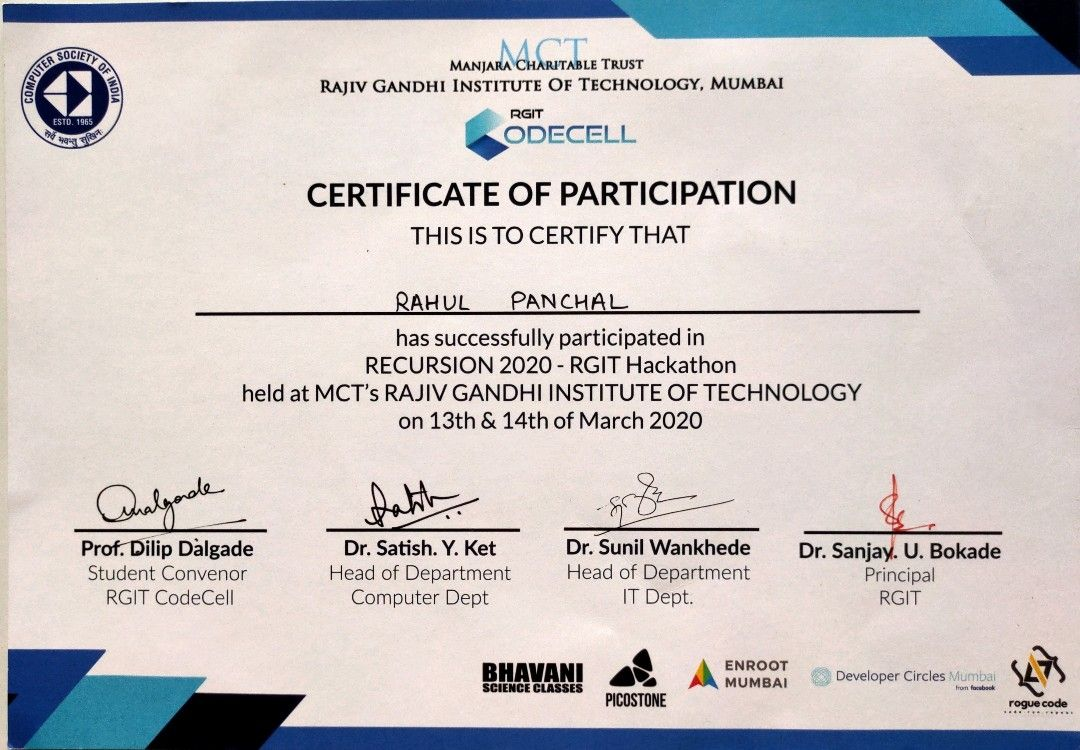 COMPUTER SOCIETY OF INDIA
ESTD. 1965
सर्वे भवन्तु सुखिनः
MCT
MANJARA CHARITABLE TRUST
RAJIV GANDHI INSTITUTE OF TECHNOLOGY, MUMBAI
RGIT
CODECELL
CERTIFICATE OF PARTICIPATION
THIS IS TO CERTIFY THAT
RAHUL PANCHAL
has successfully participated in
RECURSION 2020 - RGIT Hackathon
held at MCT's RAJIV GANDHI INSTITUTE OF TECHNOLOGY
on 13th & 14th of March 2020
Prof. Dilip Dalgade
Student Convenor
RGIT CodeCell
Dr. Satish. Y. Ket
Head of Department
Computer Dept
Dr. Sunil Wankhede
Head of Department
IT Dept.
Dr. Sanjay. U. Bokade
Principal
RGIT
BHAVANI
SCIENCE CLASSES
PICOSTONE
ENROOT
MUMBAI
Developer Circles Mumbai
from facebook
rogue code